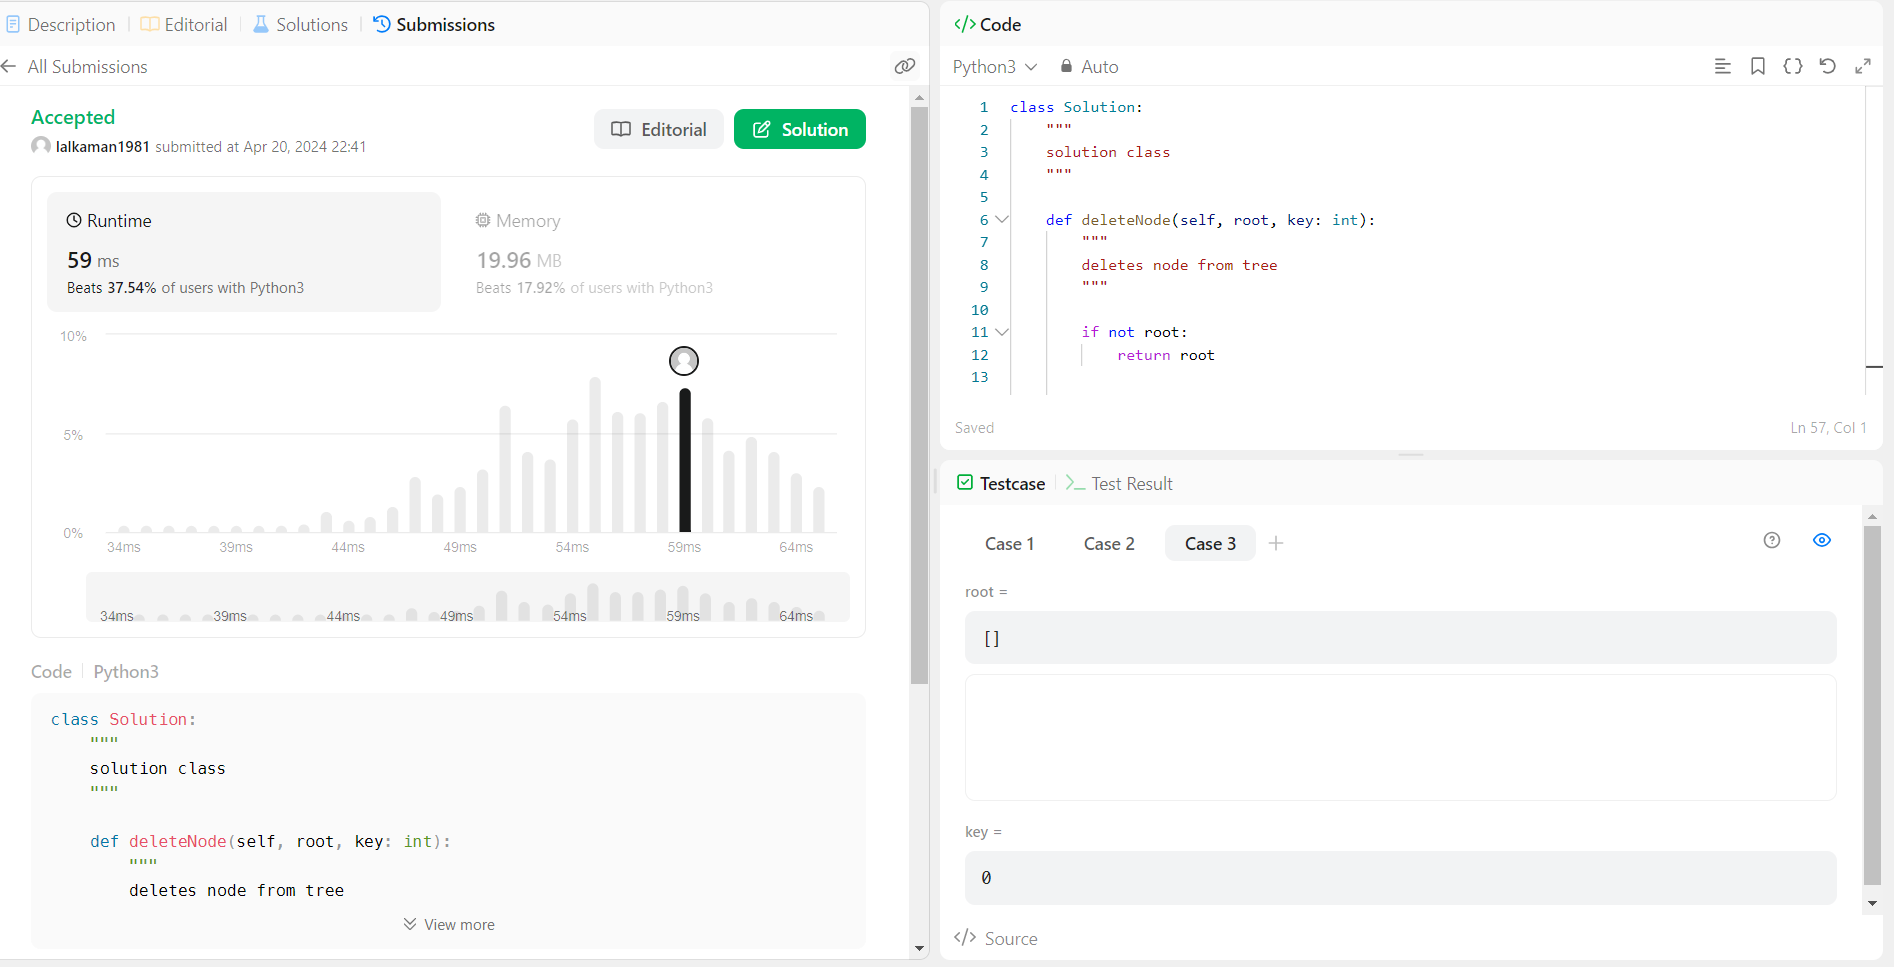 Description Editorial Solutions Submissions
All Submissions
Accepted
lalkaman1981 submitted at Apr 20, 2024 22:41
Editorial
Solution
Runtime
59 ms
Beats 37.54% of users with Python3
Memory
19.96 MB
Beats 17.92% of users with Python3
10%
5%
0%
34ms 39ms 44ms 49ms 54ms 59ms 64ms
34ms 39ms 44ms 49ms 54ms 59ms 64ms
Code Python3
class Solution:
"""
solution class
"""
def deleteNode(self, root, key: int):
"""
deletes node from tree
View more
</> Code
Python3 Auto
1 class Solution:
2 """
3 solution class
4 """
5
6 def deleteNode(self, root, key: int):
7 """
8 deletes node from tree
9 """
10
11 if not root:
12 return root
13
Saved Ln 57, Col 1
Testcase Test Result
Case 1 Case 2 Case 3 +
root =
[]
key =
0
</> Source